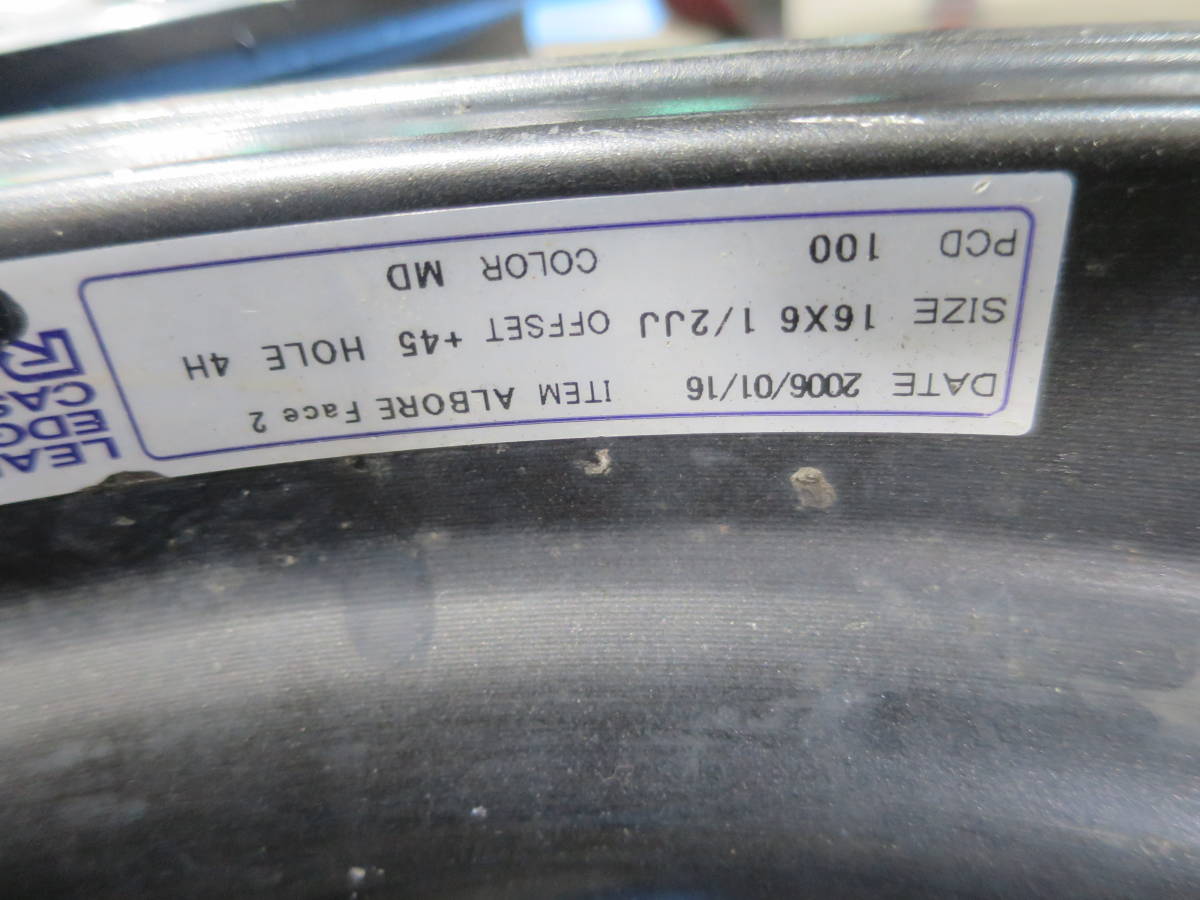 DATE 2006/01/16 ITEM ALBORE Face 2
SIZE 16X6 1/2JJ OFFSET +45 HOLE 4H
PCD 100 COLOR MD